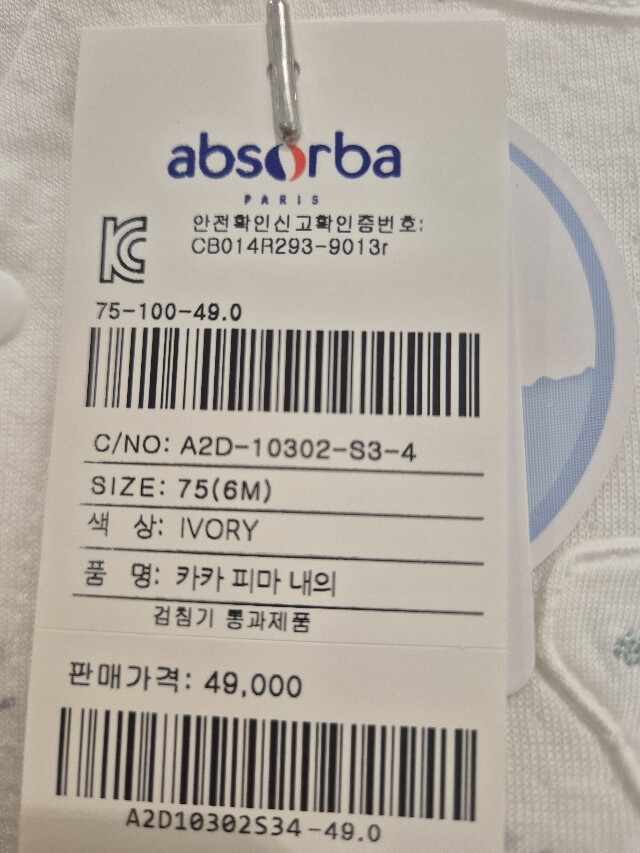 absorba
PARIS
안전확인신고확인증번호:
CB014R293-9013r
75-100-49.0
C/NO: A2D-10302-S3-4
SIZE: 75(6M)
색 상: IVORY
품 명: 카카 피마 내의
검침기 통과제품
판매가격: 49,000
A2D10302S34-49.0